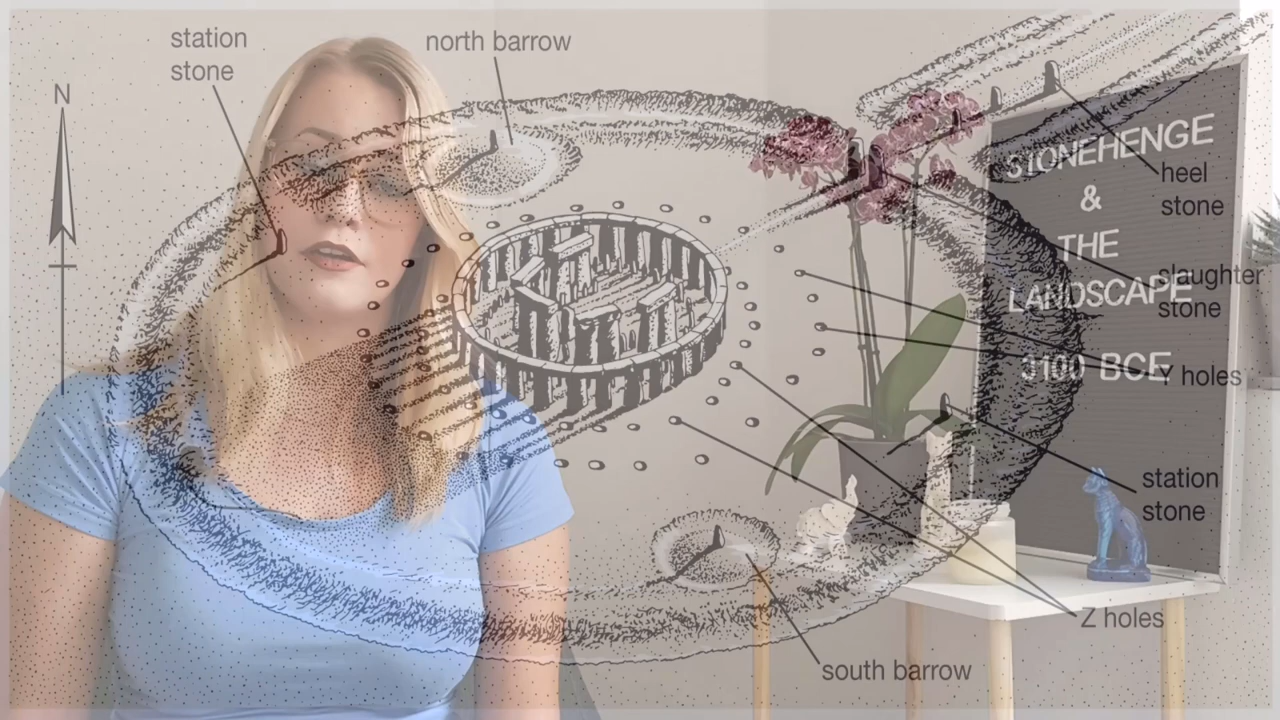 station
stone
north barrow
N
STONEHENGE
&
THE
LANDSCAPE
3100 BCE
heel
stone
slaughter
stone
Y holes
station
stone
Z holes
south barrow